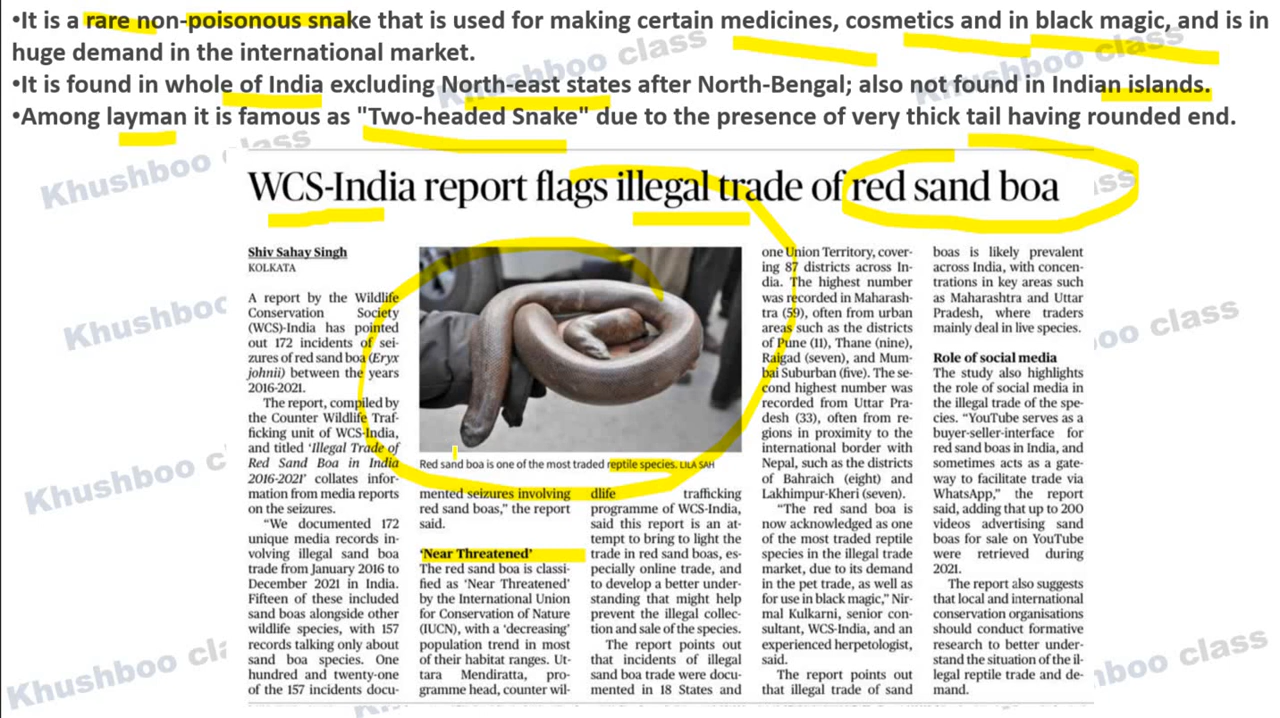 •It is a rare non-poisonous snake that is used for making certain medicines, cosmetics and in black magic, and is in
huge demand in the international market.
•It is found in whole of India excluding North-east states after North-Bengal; also not found in Indian islands.
•Among layman it is famous as "Two-headed Snake" due to the presence of very thick tail having rounded end.
WCS-India report flags illegal trade of red sand boa
Shiv Sahay Singh
KOLKATA
A report by the Wildlife
Conservation Society
(WCS)-India has pointed
out 172 incidents of sei-
zures of red sand boa (Eryx
johnii) between the years
2016-2021.
The report, compiled by
the Counter Wildlife Traf-
ficking unit of WCS-India,
and titled ‘Illegal Trade of
Red Sand Boa in India
2016-2021’ collates infor-
mation from media reports
on the seizures.
“We documented 172
unique media records in-
volving illegal sand boa
trade from January 2016 to
December 2021 in India.
Fifteen of these included
sand boas alongside other
wildlife species, with 157
records talking only about
sand boa species. One
hundred and twenty-one
of the 157 incidents docu-
Red sand boa is one of the most traded reptile species. LILA SAH
mented seizures involving
red sand boas,” the report
said.
‘Near Threatened’
The red sand boa is classi-
fied as ‘Near Threatened’
by the International Union
for Conservation of Nature
(IUCN), with a ‘decreasing’
population trend in most
of their habitat ranges. Ut-
tara Mendiratta, pro-
gramme head, counter wil-
dlife trafficking
programme of WCS-India,
said this report is an at-
tempt to bring to light the
trade in red sand boas, es-
pecially online trade, and
to develop a better under-
standing that might help
prevent the illegal collec-
tion and sale of the species.
The report points out
that incidents of illegal
sand boa trade were docu-
mented in 18 States and
one Union Territory, cover-
ing 87 districts across In-
dia. The highest number
was recorded in Maharash-
tra (59), often from urban
areas such as the districts
of Pune (11), Thane (nine),
Raigad (seven), and Mum-
bai Suburban (five). The se-
cond highest number was
recorded from Uttar Pra-
desh (33), often from re-
gions in proximity to the
international border with
Nepal, such as the districts
of Bahraich (eight) and
Lakhimpur-Kheri (seven).
“The red sand boa is
now acknowledged as one
of the most traded reptile
species in the illegal trade
market, due to its demand
in the pet trade, as well as
for use in black magic,” Nir-
mal Kulkarni, senior con-
sultant, WCS-India, and an
experienced herpetologist,
said.
The report points out
that illegal trade of sand
boas is likely prevalent
across India, with concen-
trations in key areas such
as Maharashtra and Uttar
Pradesh, where traders
mainly deal in live species.
Role of social media
The study also highlights
the role of social media in
the illegal trade of the spe-
cies. “YouTube serves as a
buyer-seller-interface for
red sand boas in India, and
sometimes acts as a gate-
way to facilitate trade via
WhatsApp,” the report
said, adding that up to 200
videos advertising sand
boas for sale on YouTube
were retrieved during
2021.
The report also suggests
that local and international
conservation organisations
should conduct formative
research to better under-
stand the situation of the il-
legal reptile trade and de-
mand.
Khushboo class
Khushboo class
Khushboo class
Khushboo
Khushboo c
Khushboo cla
oo class
hboo class